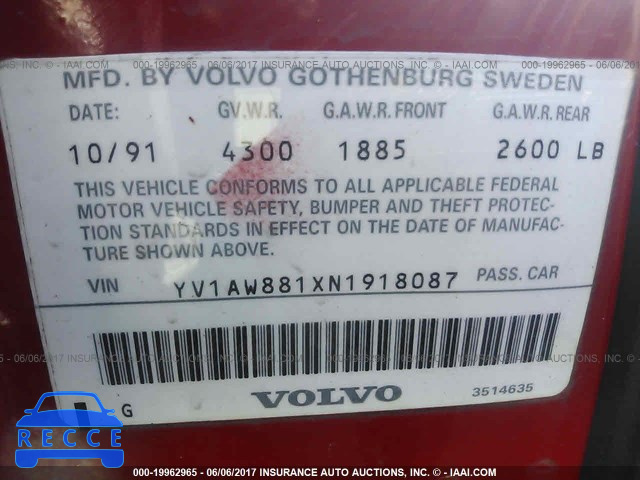 000-19962965 - 06/06/2017 INSURANCE AUTO AUCTIONS CENTER - © - IAAI.COM
MFD. BY VOLVO GOTHENBURG SWEDEN
DATE: GV.W.R. G.A.W.R. FRONT G.A.W.R. REAR
10/91 4300 1885 2600 LB
THIS VEHICLE CONFORMS TO ALL APPLICABLE FEDERAL
MOTOR VEHICLE SAFETY, BUMPER AND THEFT PROTEC-
TION STANDARDS IN EFFECT ON THE DATE OF MANUFAC-
TURE SHOWN ABOVE.
VIN YV1AW881XN1918087 PASS. CAR
VOLVO 3514635
G
RECCE
000-19962965 - 06/06/2017 INSURANCE AUTO AUCTIONS CENTER - © - IAAI.COM